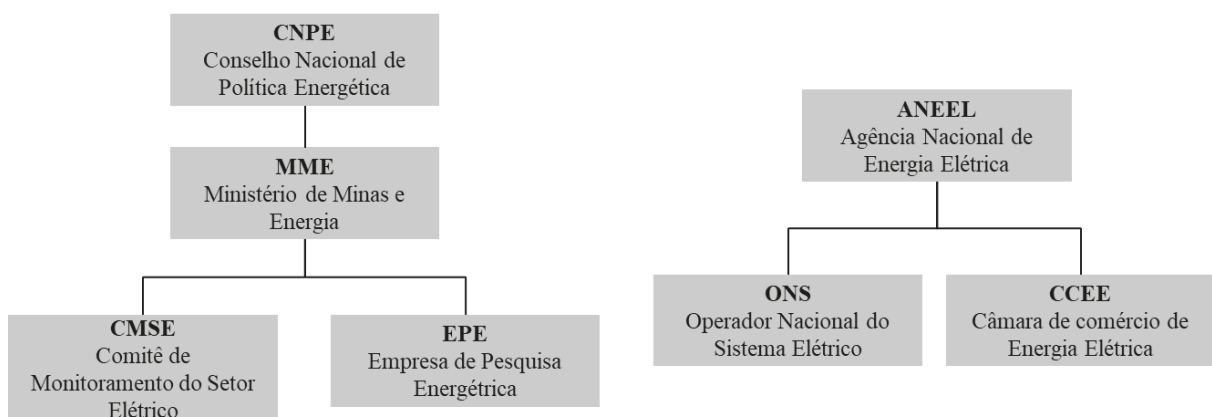 CNPE
Conselho Nacional de
Política Energética
MME
Ministério de Minas e
Energia
CMSE
Comitê de
Monitoramento do Setor
Elétrico
EPE
Empresa de Pesquisa
Energétrica
ANEEL
Agência Nacional de
Energia Elétrica
ONS
Operador Nacional do
Sistema Elétrico
CCEE
Câmara de comércio de
Energia Elétrica